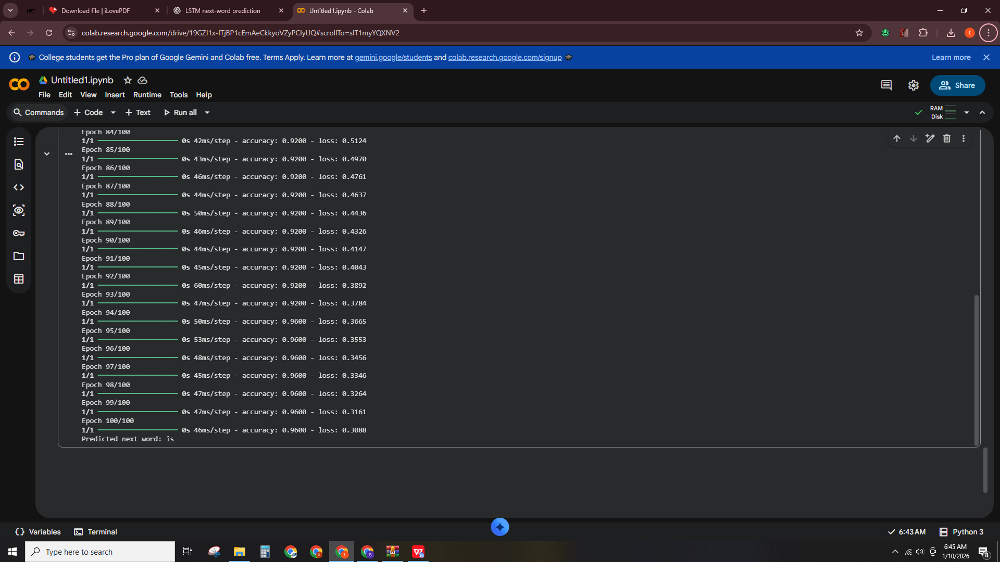 NIST
Download file | iLovePDF
LSTM next-word prediction
Untitled1.ipynb - Colab
colab.research.google.com/drive/19GZI1x-ITjBP1cEmAeCkkyoVZyPCIyUQ#scrollTo=sIT1myYQXNV2
t
🎓 College students get the Pro plan of Google Gemini and Colab free. Terms Apply. Learn more at gemini.google/students and colab.research.google.com/signup 🎓
Learn more
Untitled1.ipynb
Share
File Edit View Insert Runtime Tools Help
Commands + Code + Text Run all
RAM
Disk
Epoch 84/100
1/1 ━━━━━━━━━━━━━━━━━━━━ 0s 42ms/step - accuracy: 0.9200 - loss: 0.5124
Epoch 85/100
1/1 ━━━━━━━━━━━━━━━━━━━━ 0s 43ms/step - accuracy: 0.9200 - loss: 0.4970
Epoch 86/100
1/1 ━━━━━━━━━━━━━━━━━━━━ 0s 46ms/step - accuracy: 0.9200 - loss: 0.4761
Epoch 87/100
1/1 ━━━━━━━━━━━━━━━━━━━━ 0s 44ms/step - accuracy: 0.9200 - loss: 0.4637
Epoch 88/100
1/1 ━━━━━━━━━━━━━━━━━━━━ 0s 50ms/step - accuracy: 0.9200 - loss: 0.4436
Epoch 89/100
1/1 ━━━━━━━━━━━━━━━━━━━━ 0s 46ms/step - accuracy: 0.9200 - loss: 0.4326
Epoch 90/100
1/1 ━━━━━━━━━━━━━━━━━━━━ 0s 44ms/step - accuracy: 0.9200 - loss: 0.4147
Epoch 91/100
1/1 ━━━━━━━━━━━━━━━━━━━━ 0s 45ms/step - accuracy: 0.9200 - loss: 0.4043
Epoch 92/100
1/1 ━━━━━━━━━━━━━━━━━━━━ 0s 60ms/step - accuracy: 0.9200 - loss: 0.3892
Epoch 93/100
1/1 ━━━━━━━━━━━━━━━━━━━━ 0s 47ms/step - accuracy: 0.9200 - loss: 0.3784
Epoch 94/100
1/1 ━━━━━━━━━━━━━━━━━━━━ 0s 50ms/step - accuracy: 0.9600 - loss: 0.3665
Epoch 95/100
1/1 ━━━━━━━━━━━━━━━━━━━━ 0s 53ms/step - accuracy: 0.9600 - loss: 0.3553
Epoch 96/100
1/1 ━━━━━━━━━━━━━━━━━━━━ 0s 48ms/step - accuracy: 0.9600 - loss: 0.3456
Epoch 97/100
1/1 ━━━━━━━━━━━━━━━━━━━━ 0s 45ms/step - accuracy: 0.9600 - loss: 0.3346
Epoch 98/100
1/1 ━━━━━━━━━━━━━━━━━━━━ 0s 47ms/step - accuracy: 0.9600 - loss: 0.3264
Epoch 99/100
1/1 ━━━━━━━━━━━━━━━━━━━━ 0s 47ms/step - accuracy: 0.9600 - loss: 0.3161
Epoch 100/100
1/1 ━━━━━━━━━━━━━━━━━━━━ 0s 46ms/step - accuracy: 0.9600 - loss: 0.3088
Predicted next word: is
Variables Terminal
6:43 AM Python 3
Type here to search
6:45 AM
1/10/2026
8